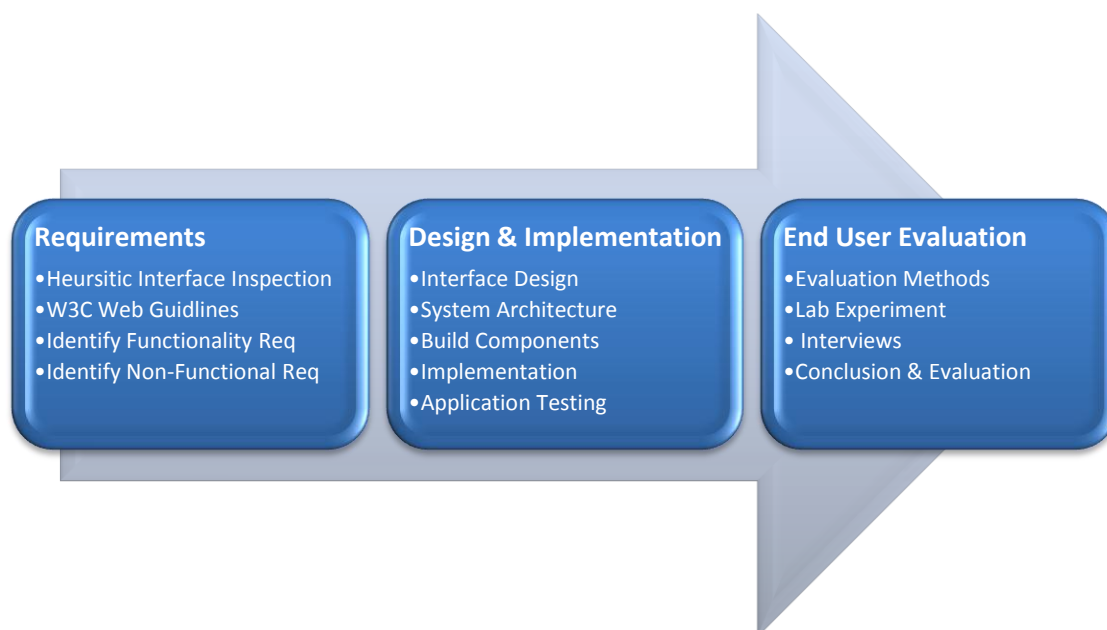 Requirements
•Heursitic Interface Inspection
•W3C Web Guidlines
•Identify Functionality Req
•Identify Non-Functional Req
Design & Implementation
•Interface Design
•System Architecture
•Build Components
•Implementation
•Application Testing
End User Evaluation
•Evaluation Methods
•Lab Experiment
• Interviews
•Conclusion & Evaluation